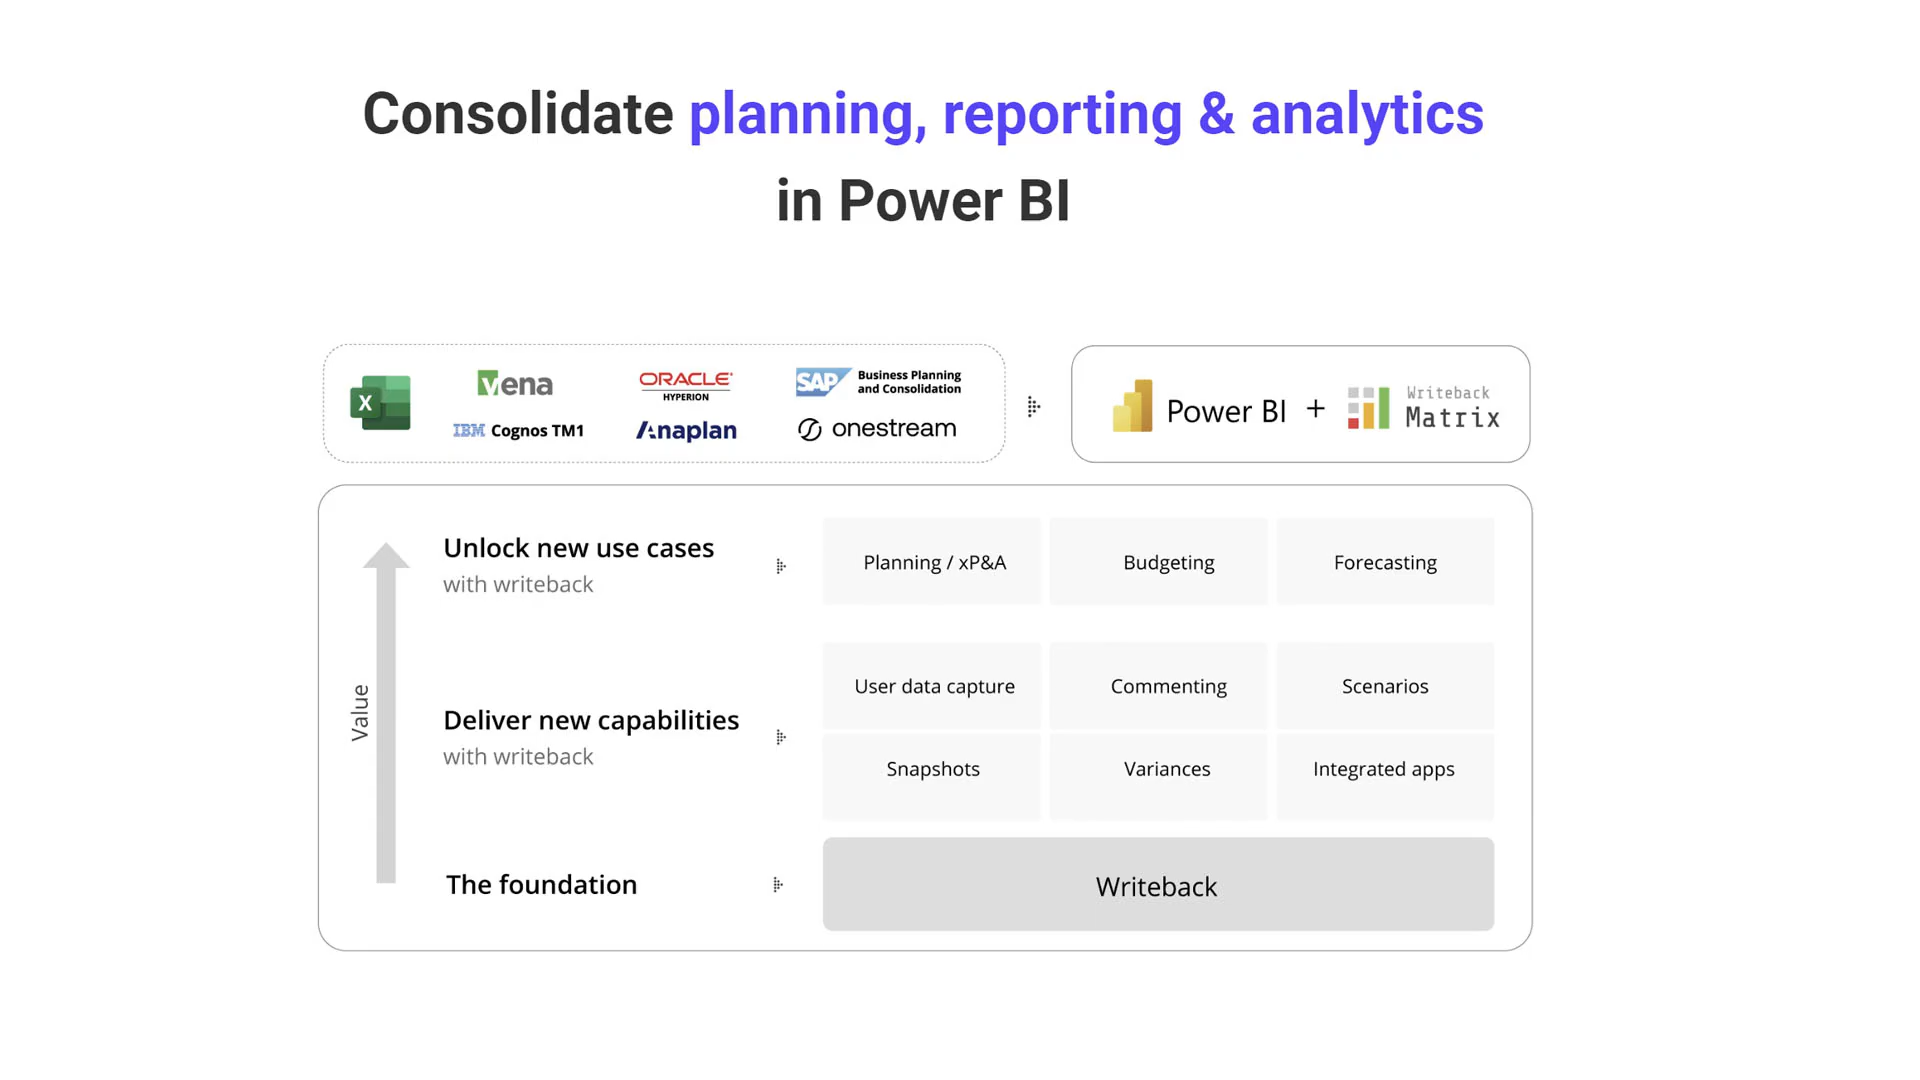 Consolidate planning, reporting & analytics
in Power BI
X
vena
ORACLE®
HYPERION
SAP
Business Planning
and Consolidation
IBM Cognos TM1
Anaplan
onestream
Power BI +
Writeback
Matrix
Value
Unlock new use cases
with writeback
Planning / xP&A
Budgeting
Forecasting
Deliver new capabilities
with writeback
User data capture
Commenting
Scenarios
Snapshots
Variances
Integrated apps
The foundation
Writeback